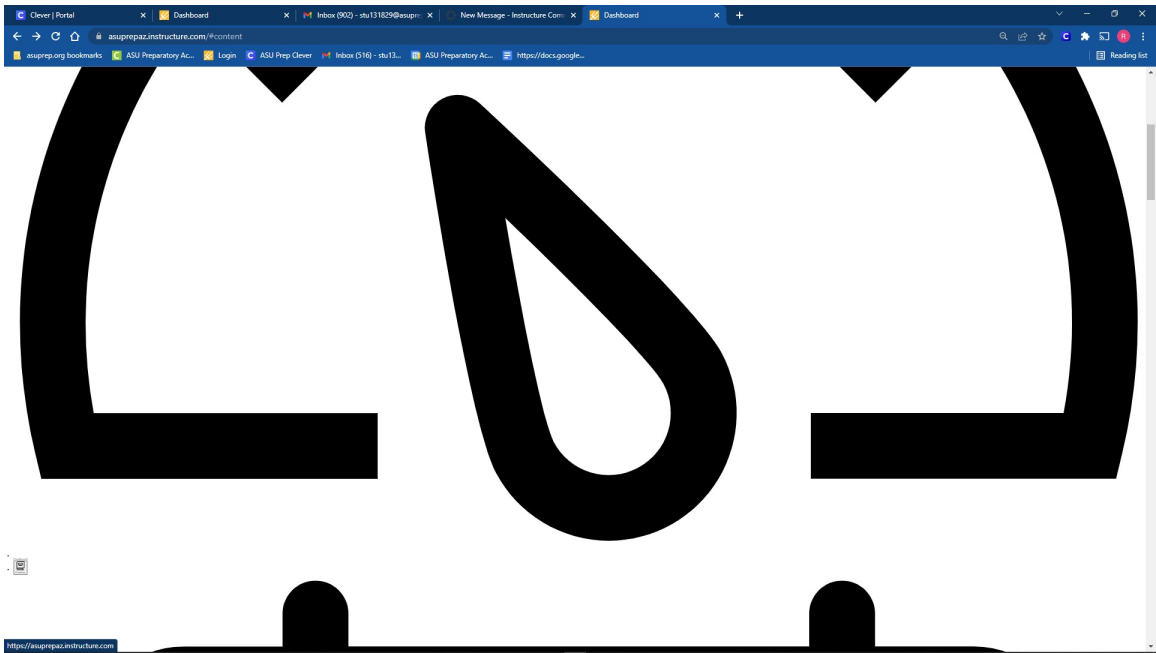 Clever | Portal
Dashboard
Inbox (902) - stu131829@asupre
New Message - Instructure Com
Dashboard
asuprepaz.instructure.com/#content
asuprep.org bookmarks
ASU Preparatory Ac...
Login
ASU Prep Clever
Inbox (516) - stu13...
ASU Preparatory Ac...
https://docs.google...
Reading list
https://asuprepaz.instructure.com